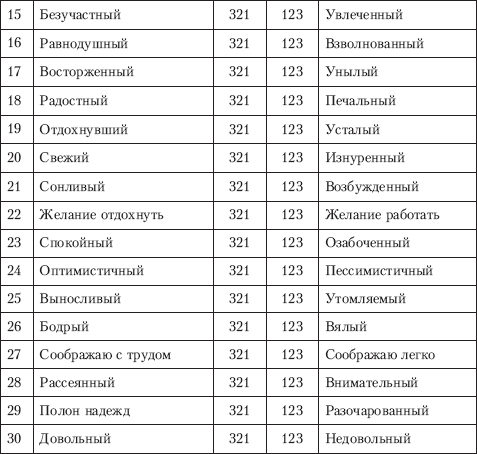 15 Безучастный 321 123 Увлеченный
16 Равнодушный 321 123 Взволнованный
17 Восторженный 321 123 Унылый
18 Радостный 321 123 Печальный
19 Отдохнувший 321 123 Усталый
20 Свежий 321 123 Изнуренный
21 Сонливый 321 123 Возбужденный
22 Желание отдохнуть 321 123 Желание работать
23 Спокойный 321 123 Озабоченный
24 Оптимистичный 321 123 Пессимистичный
25 Выносливый 321 123 Утомляемый
26 Бодрый 321 123 Вялый
27 Соображаю с трудом 321 123 Соображаю легко
28 Рассеянный 321 123 Внимательный
29 Полон надежд 321 123 Разочарованный
30 Довольный 321 123 Недовольный